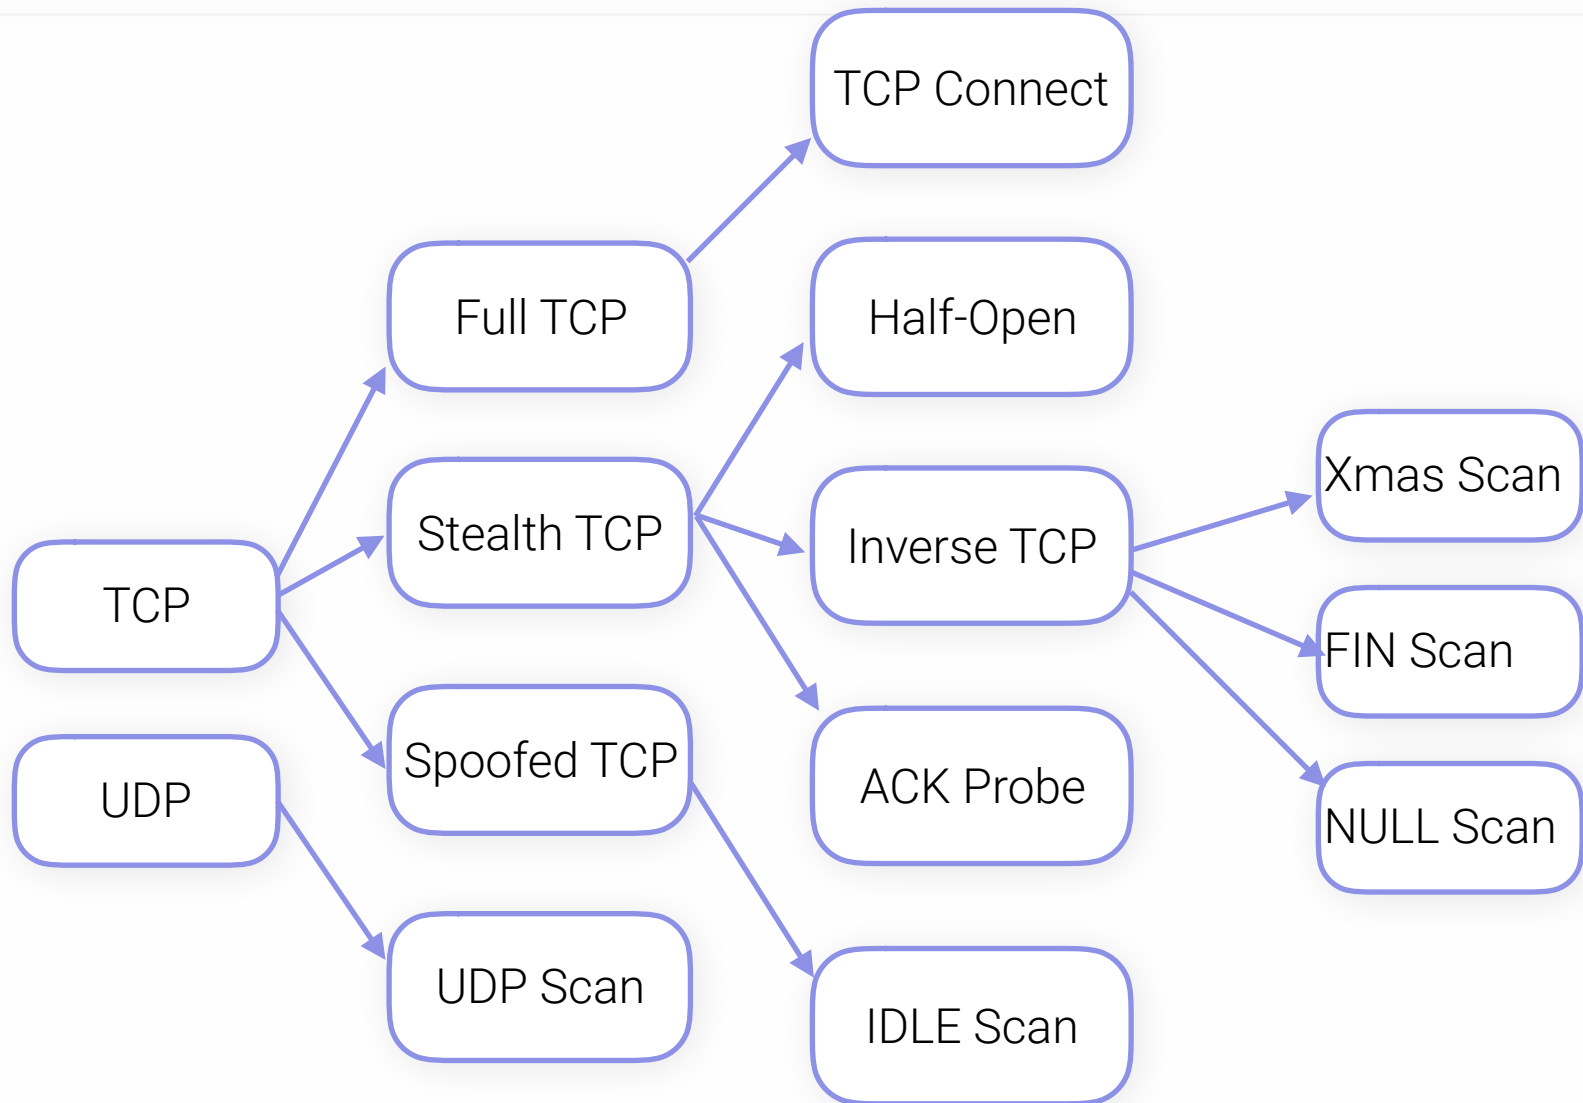 TCP Connect
Full TCP
Half-Open
Xmas Scan
Stealth TCP
Inverse TCP
TCP
FIN Scan
Spoofed TCP
ACK Probe
UDP
NULL Scan
UDP Scan
IDLE Scan